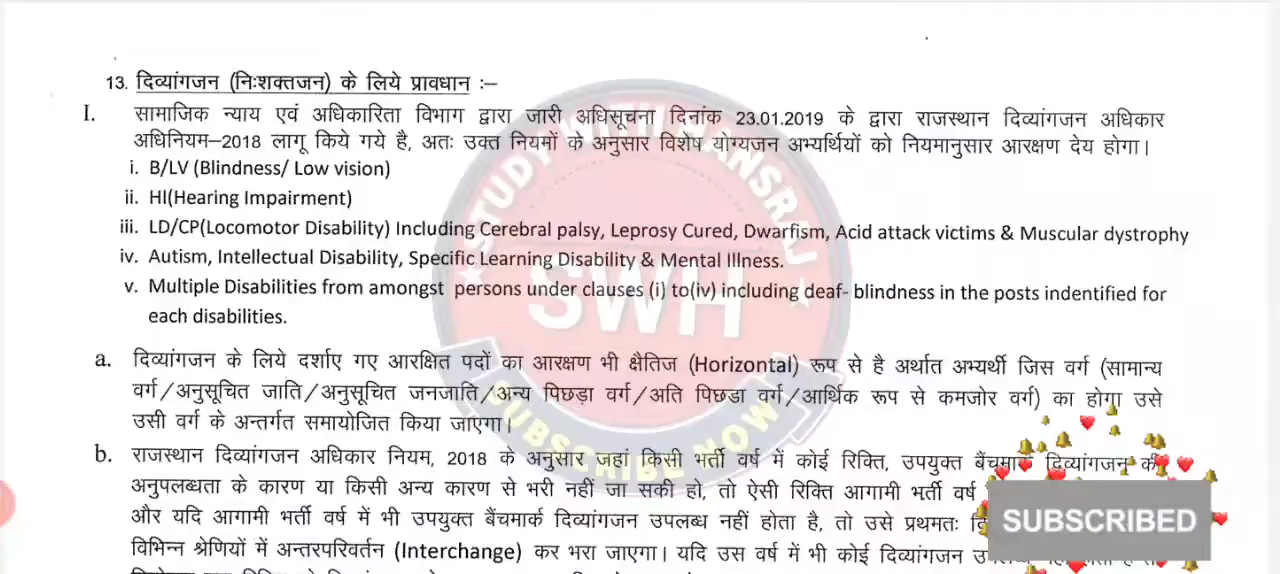 13. दिव्यांगजन (निःशक्तजन) के लिये प्रावधान :–
I. सामाजिक न्याय एवं अधिकारिता विभाग द्वारा जारी अधिसूचना दिनांक 23.01.2019 के द्वारा राजस्थान दिव्यांगजन अधिकार
अधिनियम–2018 लागू किये गये है, अतः उक्त नियमों के अनुसार विशेष योग्यजन अभ्यर्थियों को नियमानुसार आरक्षण देय होगा।
i. B/LV (Blindness/ Low vision)
ii. HI(Hearing Impairment)
iii. LD/CP(Locomotor Disability) Including Cerebral palsy, Leprosy Cured, Dwarfism, Acid attack victims & Muscular dystrophy
iv. Autism, Intellectual Disability, Specific Learning Disability & Mental Illness.
v. Multiple Disabilities from amongst persons under clauses (i) to(iv) including deaf- blindness in the posts indentified for
each disabilities.
a. दिव्यांगजन के लिये दर्शाए गए आरक्षित पदों का आरक्षण भी क्षैतिज (Horizontal) रूप से है अर्थात अभ्यर्थी जिस वर्ग (सामान्य
वर्ग/अनुसूचित जाति/अनुसूचित जनजाति/अन्य पिछड़ा वर्ग/अति पिछडा वर्ग/आर्थिक रूप से कमजोर वर्ग) का होगा उसे
उसी वर्ग के अन्तर्गत समायोजित किया जाएगा।
b. राजस्थान दिव्यांगजन अधिकार नियम, 2018 के अनुसार जहां किसी भर्ती वर्ष में कोई रिक्ति, उपयुक्त बैंचमार्क दिव्यांगजन की
अनुपलब्धता के कारण या किसी अन्य कारण से भरी नहीं जा सकी हो, तो ऐसी रिक्ति आगामी भर्ती वर्ष
और यदि आगामी भर्ती वर्ष में भी उपयुक्त बैंचमार्क दिव्यांगजन उपलब्ध नहीं होता है, तो उसे प्रथमतः
विभिन्न श्रेणियों में अन्तरपरिवर्तन (Interchange) कर भरा जाएगा। यदि उस वर्ष में भी कोई दिव्यांगजन
STUDY WITH HANSRAJ
SWH
SUBSCRIBE NOW
SUBSCRIBED